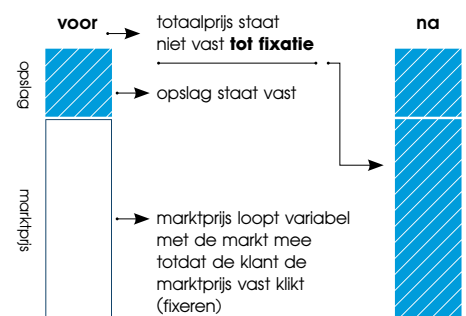 voor
totaalprijs staat
niet vast tot fixatie
na
opslag
opslag staat vast
marktprijs
marktprijs loopt variabel
met de markt mee
totdat de klant de
marktprijs vast klikt
(fixeren)